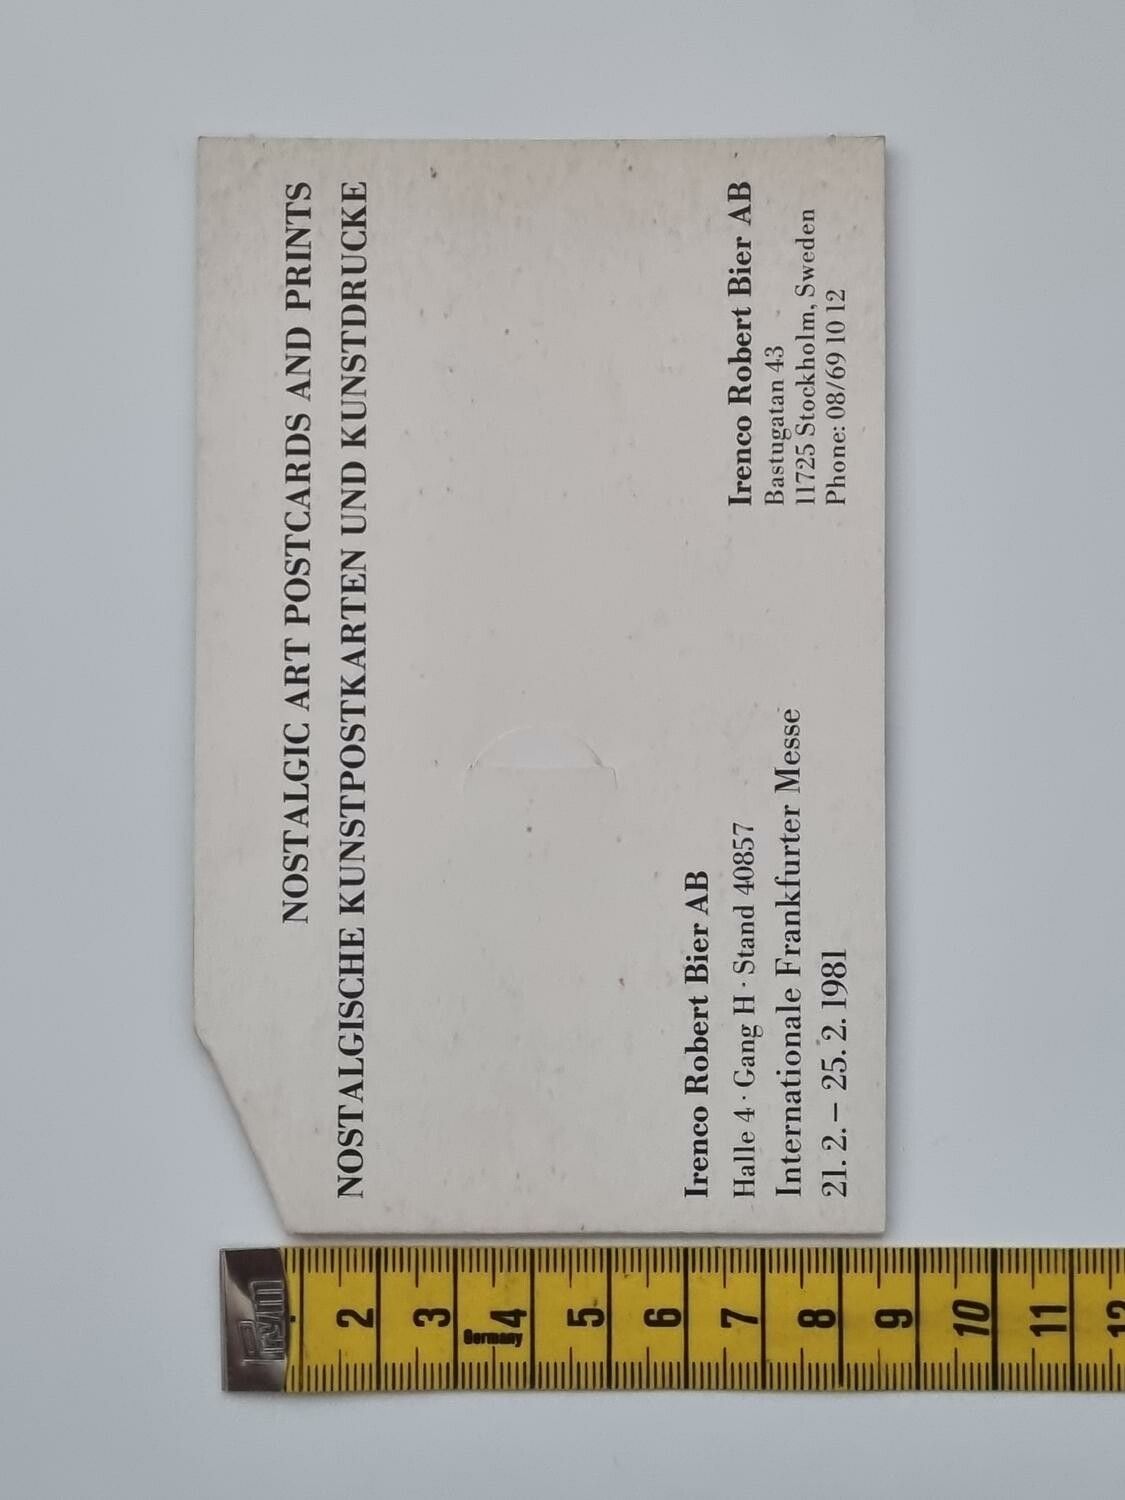 NOSTALGIC ART POSTCARDS AND PRINTS
NOSTALGISCHE KUNSTPOSTKARTEN UND KUNSTDRUCKE
Irenco Robert Bier AB
Halle 4 · Gang H · Stand 40857
Internationale Frankfurter Messe
21. 2. – 25. 2. 1981
Irenco Robert Bier AB
Bastugatan 43
11725 Stockholm, Sweden
Phone: 08/69 10 12
Prym
2 3 4 5 6 7 8 9 10 11 12
Germany